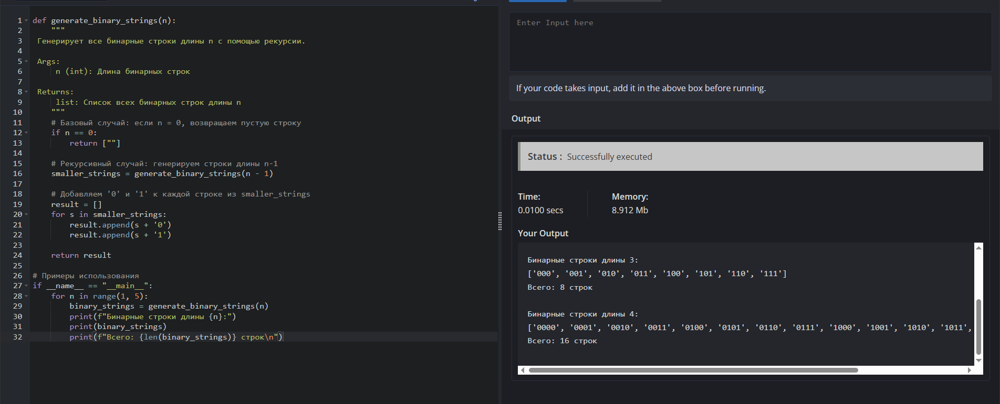 1 def generate_binary_strings(n):
2     """
3  Генерирует все бинарные строки длины n с помощью рекурсии.
4
5  Args:
6      n (int): Длина бинарных строк
7
8  Returns:
9      list: Список всех бинарных строк длины n
10     """
11     # Базовый случай: если n = 0, возвращаем пустую строку
12     if n == 0:
13         return [""]
14
15     # Рекурсивный случай: генерируем строки длины n-1
16     smaller_strings = generate_binary_strings(n - 1)
17
18     # Добавляем '0' и '1' к каждой строке из smaller_strings
19     result = []
20     for s in smaller_strings:
21         result.append(s + '0')
22         result.append(s + '1')
23
24     return result
25
26 # Примеры использования
27 if __name__ == "__main__":
28     for n in range(1, 5):
29         binary_strings = generate_binary_strings(n)
30         print(f"Бинарные строки длины {n}:")
31         print(binary_strings)
32         print(f"Всего: {len(binary_strings)} строк\n")
Enter Input here
If your code takes input, add it in the above box before running.
Output
Status : Successfully executed
Time:
0.0100 secs
Memory:
8.912 Mb
Your Output
Бинарные строки длины 3:
['000', '001', '010', '011', '100', '101', '110', '111']
Всего: 8 строк
Бинарные строки длины 4:
['0000', '0001', '0010', '0011', '0100', '0101', '0110', '0111', '1000', '1001', '1010', '1011',
Всего: 16 строк